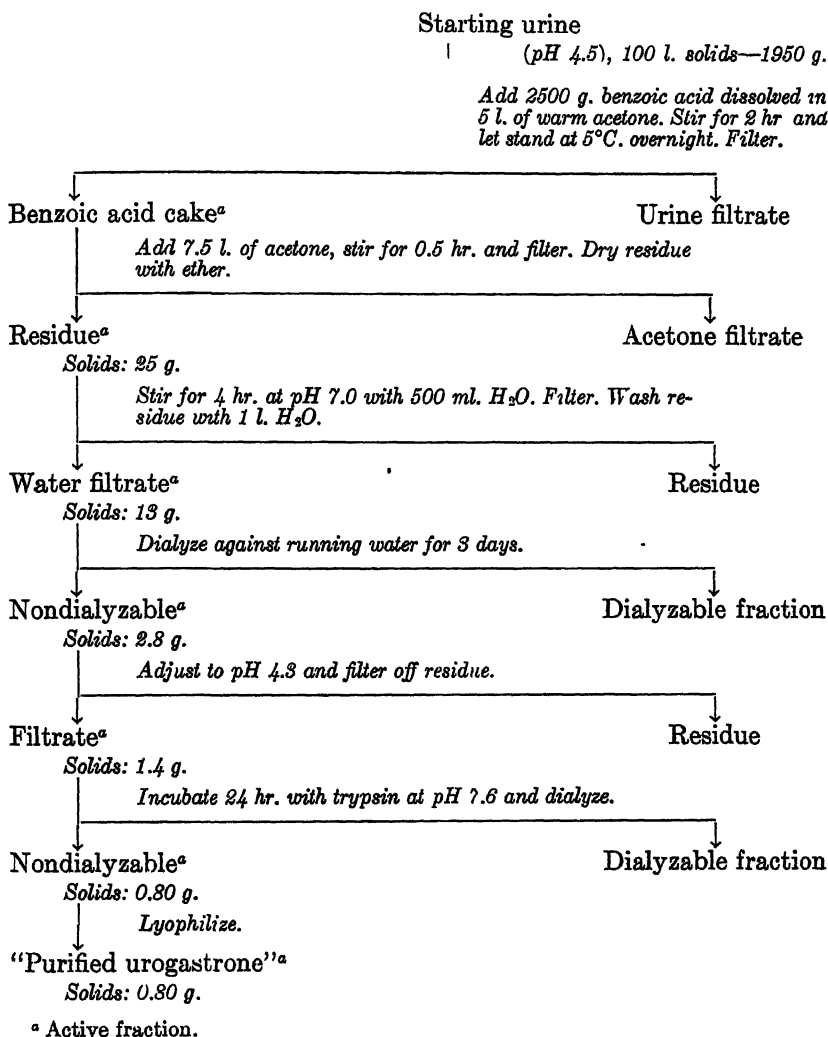 Starting urine
(pH 4.5), 100 l. solids—1950 g.
Add 2500 g. benzoic acid dissolved in
5 l. of warm acetone. Stir for 2 hr and
let stand at 5°C. overnight. Filter.
Benzoic acid cakeᵃ Urine filtrate
Add 7.5 l. of acetone, stir for 0.5 hr. and filter. Dry residue
with ether.
Residueᵃ Acetone filtrate
Solids: 25 g.
Stir for 4 hr. at pH 7.0 with 500 ml. H₂O. Filter. Wash re-
sidue with 1 l. H₂O.
Water filtrateᵃ Residue
Solids: 13 g.
Dialyze against running water for 3 days.
Nondialyzableᵃ Dialyzable fraction
Solids: 2.8 g.
Adjust to pH 4.3 and filter off residue.
Filtrateᵃ Residue
Solids: 1.4 g.
Incubate 24 hr. with trypsin at pH 7.6 and dialyze.
Nondialyzableᵃ Dialyzable fraction
Solids: 0.80 g.
Lyophilize.
“Purified urogastrone”ᵃ
Solids: 0.80 g.
ᵃ Active fraction.